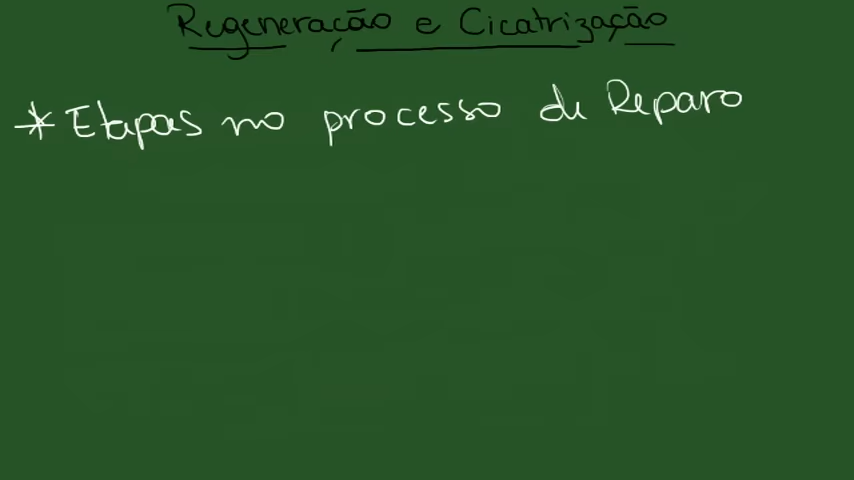 Regeneração e Cicatrização
* Etapas no processo de Reparo